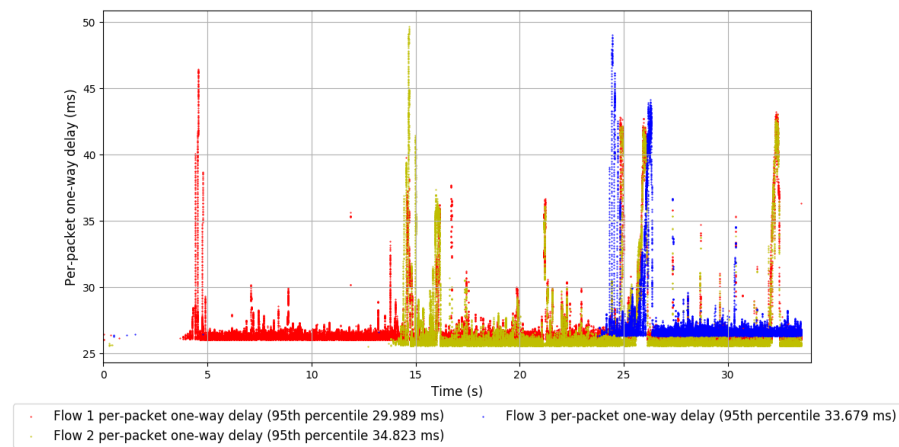 50
45
40
35
30
25
Per-packet one-way delay (ms)
0 5 10 15 20 25 30
Time (s)
Flow 1 per-packet one-way delay (95th percentile 29.989 ms)
Flow 2 per-packet one-way delay (95th percentile 34.823 ms)
Flow 3 per-packet one-way delay (95th percentile 33.679 ms)